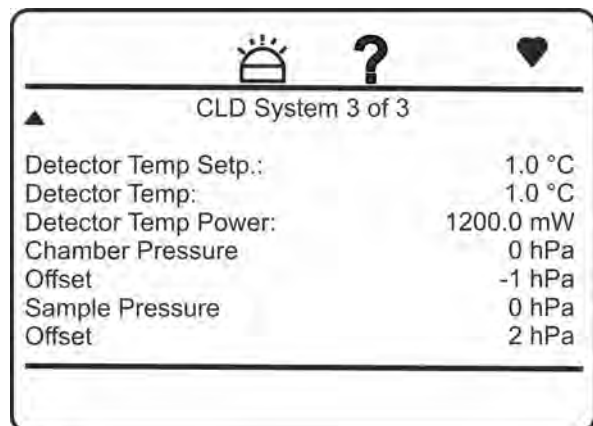 ?
CLD System 3 of 3
Detector Temp Setp.: 1.0 °C
Detector Temp: 1.0 °C
Detector Temp Power: 1200.0 mW
Chamber Pressure 0 hPa
Offset -1 hPa
Sample Pressure 0 hPa
Offset 2 hPa